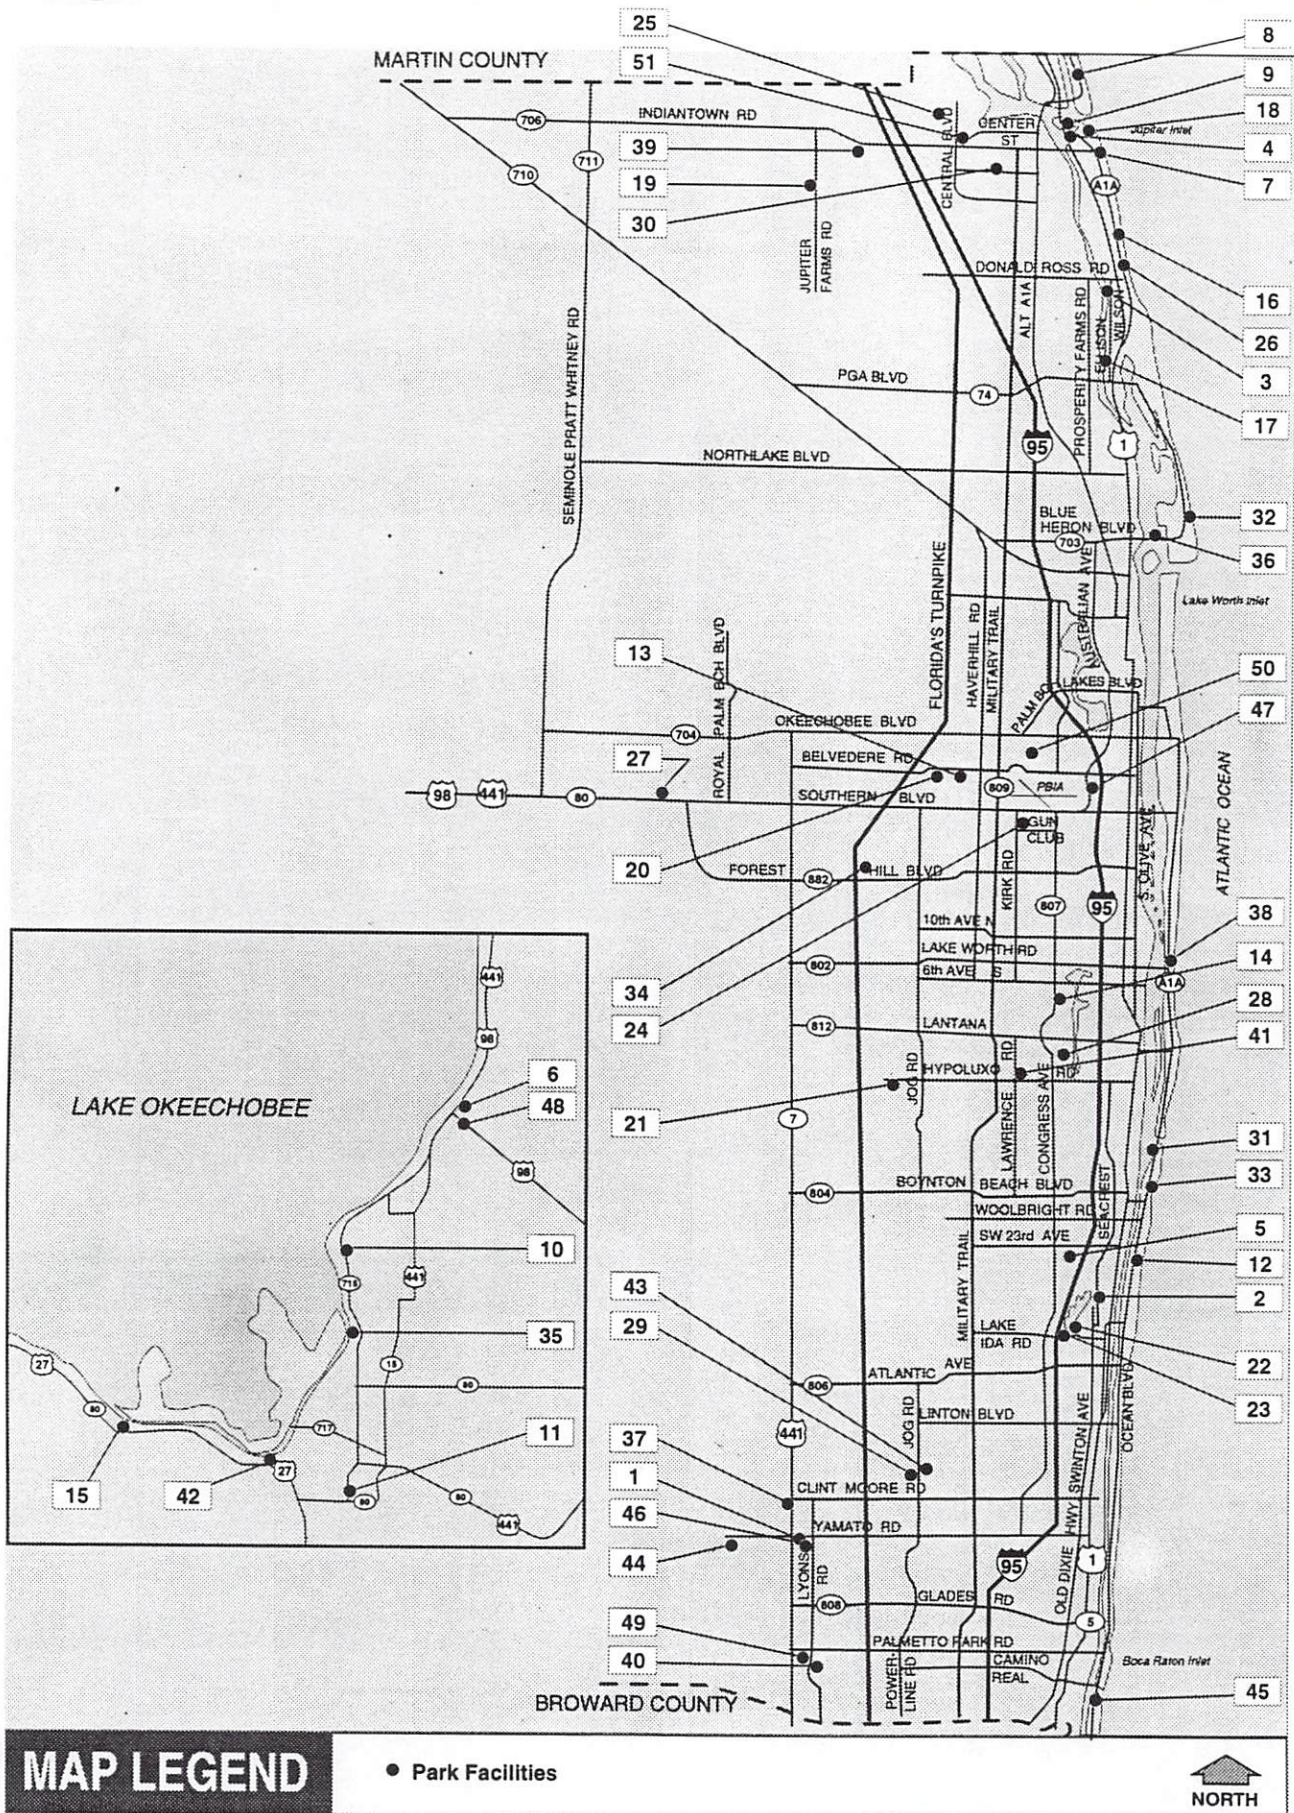 25
8
51
MARTIN COUNTY
9
18
706
INDIANTOWN RD
CENTRAL BLVD
CENTER
ST
Jupiter Inlet
39
711
4
710
19
A1A
7
30
JUPITER
FARMS RD
DONALD ROSS RD
16
ALT A1A
PROSPERITY FARMS RD
ELLISON
WILSON
26
SEMINOLE PRATT WHITNEY RD
PGA BLVD
74
3
17
95
1
NORTHLAKE BLVD
BLUE
HERON BLVD
703
32
36
FLORIDA'S TURNPIKE
HAVERHILL RD
MILITARY TRAIL
AUSTRALIAN AVE
Lake Worth Inlet
13
ROYAL PALM BCH BLVD
PALM BCH
LAKES BLVD
50
704
OKEECHOBEE BLVD
47
27
BELVEDERE RD
98
441
80
SOUTHERN BLVD
809
PBIA
ATLANTIC OCEAN
GUN
CLUB
20
FOREST
882
HILL BLVD
KIRK RD
807
95
S. OLIVE AVE
38
10th AVE N
LAKE WORTH RD
802
6th AVE S
14
34
A1A
24
28
812
LANTANA
41
JOG RD
HYPOLUXO
RD
LAWRENCE RD
CONGRESS AVE
21
7
31
804
BOYNTON BEACH BLVD
33
WOOLBRIGHT RD
SEACREST
SW 23rd AVE
5
12
43
MILITARY TRAIL
2
29
LAKE
IDA RD
22
806
ATLANTIC AVE
23
JOG RD
LINTON BLVD
OCEAN BLVD
37
441
SWINTON AVE
1
CLINT MOORE RD
46
YAMATO RD
44
LYONS
RD
95
OLD DIXIE HWY
1
808
GLADES RD
5
49
PALMETTO PARK RD
40
POWER-
LINE RD
CAMINO
REAL
Boca Raton Inlet
45
BROWARD COUNTY
441
98
LAKE OKEECHOBEE
6
48
98
10
715
441
35
27
15
80
80
717
11
15
42
27
80
80
441
MAP LEGEND
● Park Facilities
NORTH